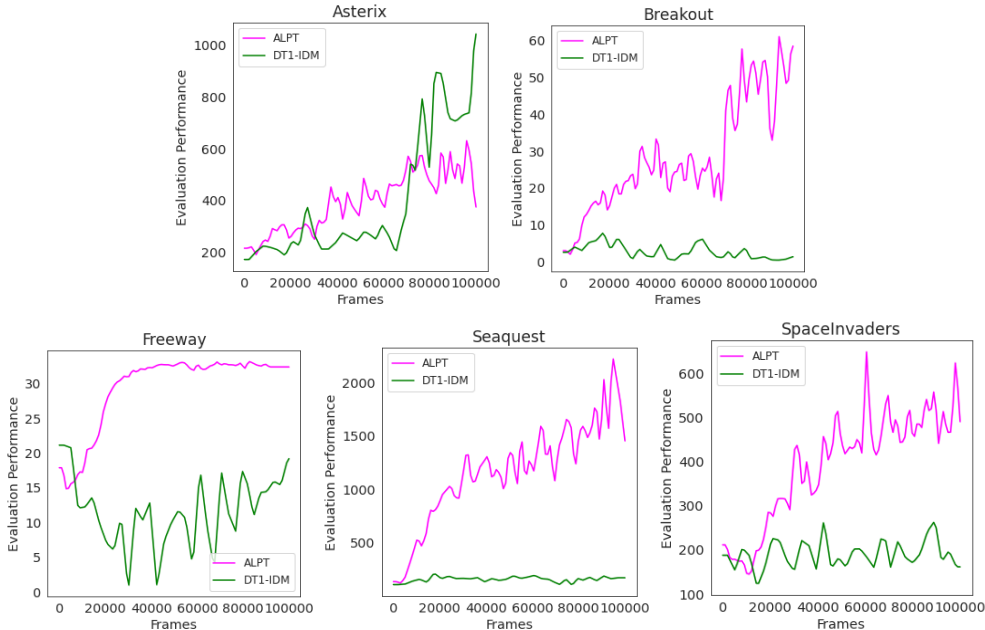 Asterix
ALPT
DT1-IDM
Evaluation Performance
1000
800
600
400
200
0 20000 40000 60000 80000 100000
Frames
Breakout
ALPT
DT1-IDM
Evaluation Performance
60
50
40
30
20
10
0
0 20000 40000 60000 80000 100000
Frames
Freeway
ALPT
DT1-IDM
Evaluation Performance
30
25
20
15
10
5
0
0 20000 40000 60000 80000 100000
Frames
Seaquest
ALPT
DT1-IDM
Evaluation Performance
2000
1500
1000
500
0 20000 40000 60000 80000 100000
Frames
SpaceInvaders
ALPT
DT1-IDM
Evaluation Performance
600
500
400
300
200
100
0 20000 40000 60000 80000 100000
Frames